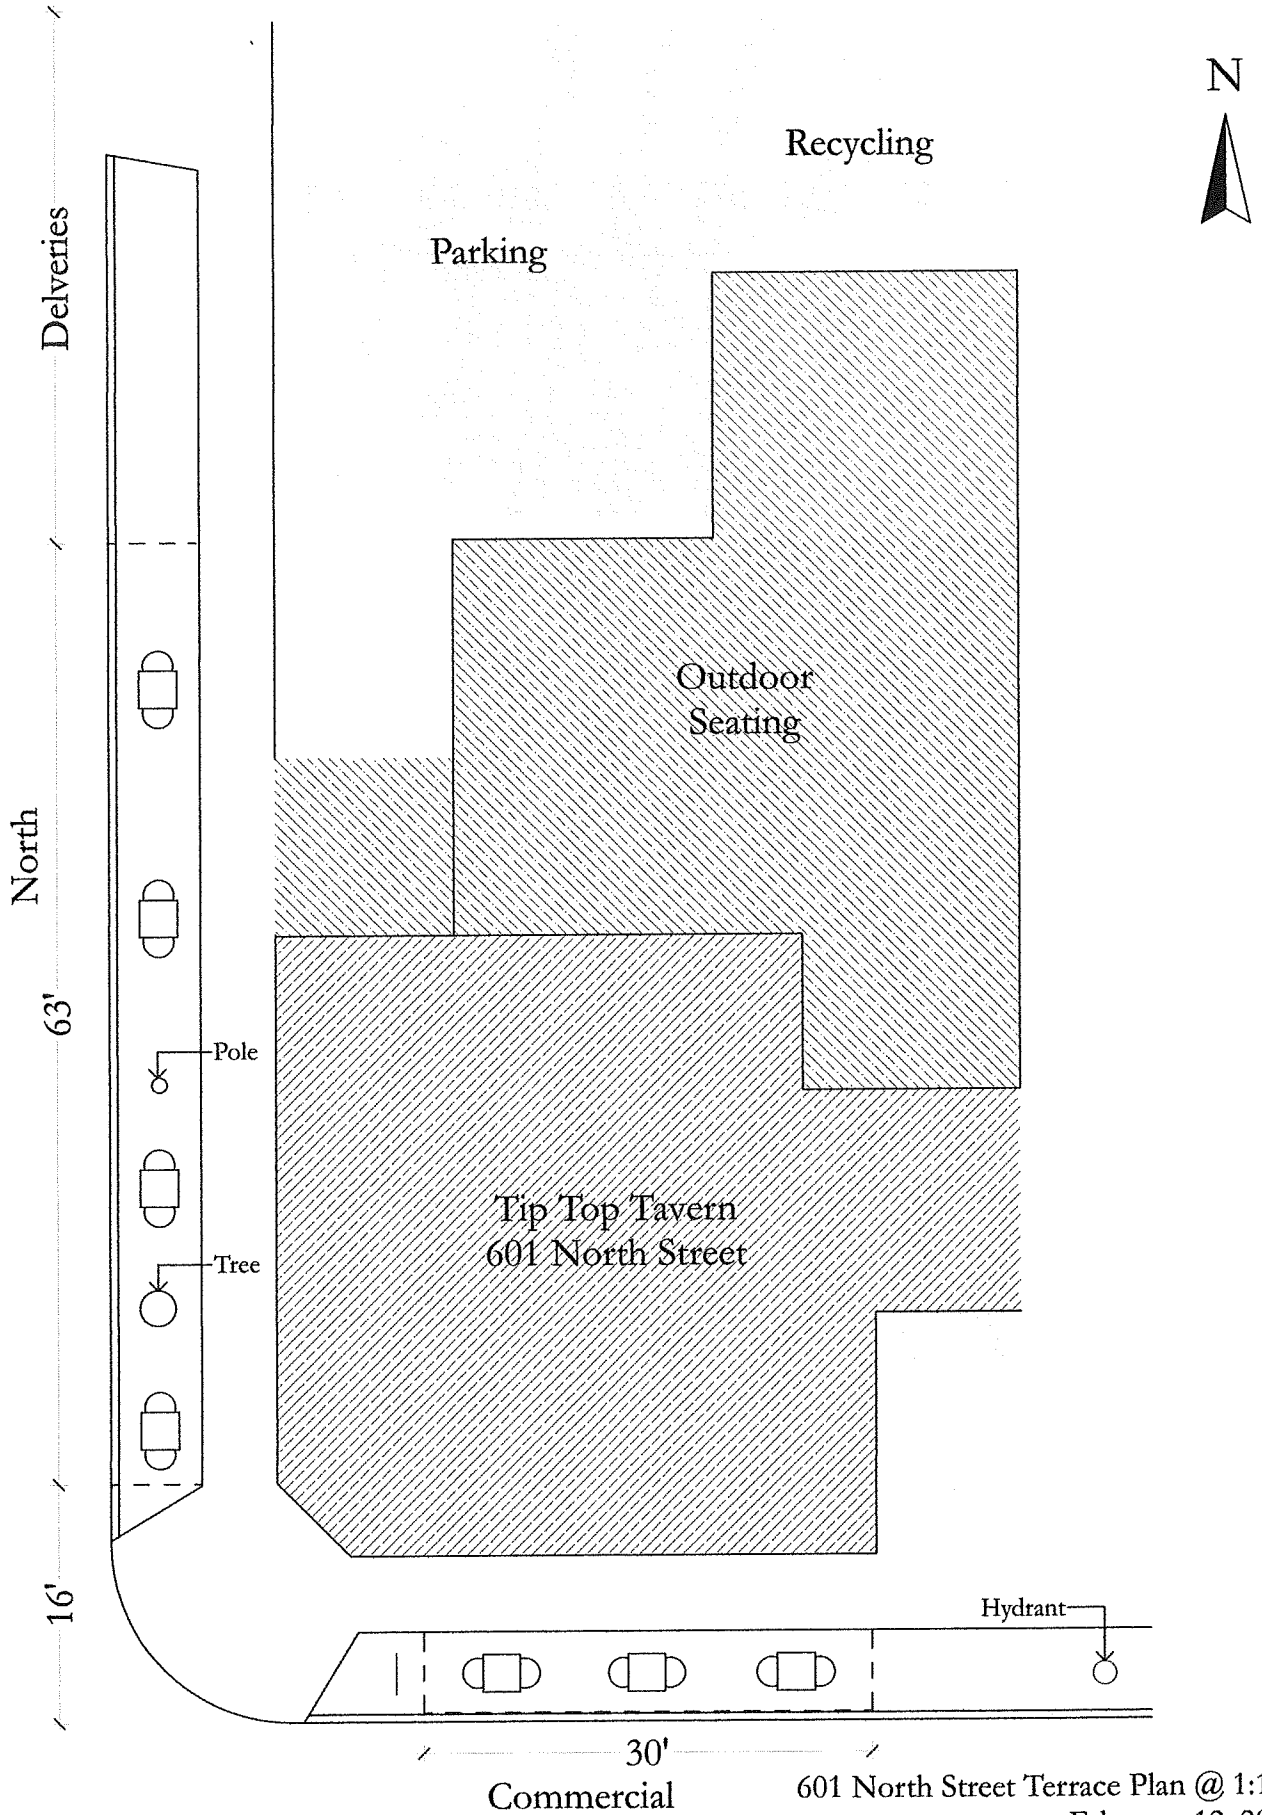 N
Recycling
Parking
Delveries
Outdoor
Seating
North
63'
Pole
Tip Top Tavern
601 North Street
Tree
16'
Hydrant
30'
Commercial
601 North Street Terrace Plan @